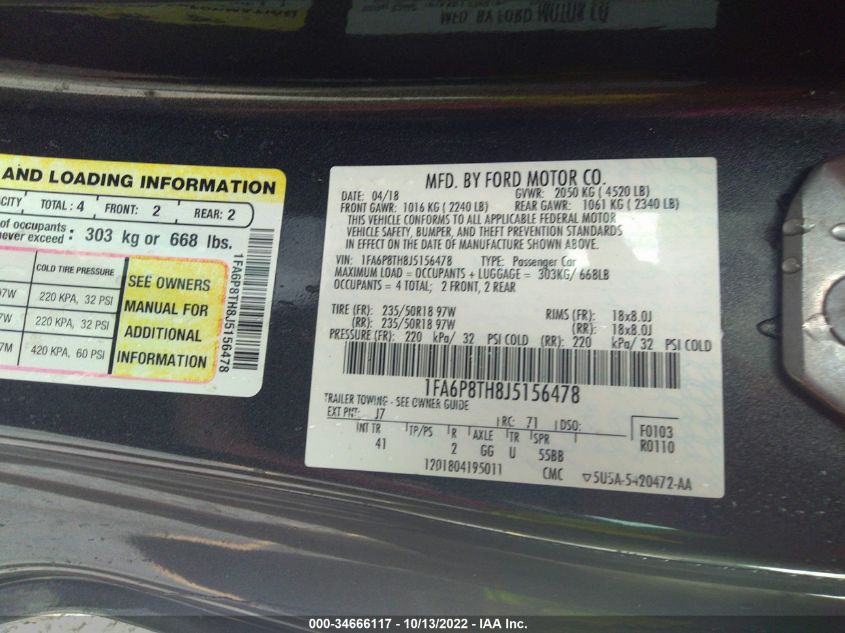 MFD. BY FORD MOTOR
AND LOADING INFORMATION
CITY TOTAL: 4 FRONT: 2 REAR: 2
of occupants
never exceed: 303 kg or 668 lbs.
COLD TIRE PRESSURE
97W 220 KPA, 32 PSI
7W 220 KPA, 32 PSI
7M 420 KPA, 60 PSI
SEE OWNERS
MANUAL FOR
ADDITIONAL
INFORMATION
1FA6P8TH8J5156478
MFD. BY FORD MOTOR CO.
DATE: 04/18 GVWR: 2050 KG ( 4520 LB)
FRONT GAWR: 1016 KG ( 2240 LB) REAR GAWR: 1061 KG ( 2340 LB)
THIS VEHICLE CONFORMS TO ALL APPLICABLE FEDERAL MOTOR
VEHICLE SAFETY, BUMPER, AND THEFT PREVENTION STANDARDS
IN EFFECT ON THE DATE OF MANUFACTURE SHOWN ABOVE.
VIN: 1FA6P8TH8J5156478 TYPE: Passenger Car
MAXIMUM LOAD = OCCUPANTS + LUGGAGE = 303KG/ 668LB
OCCUPANTS = 4 TOTAL; 2 FRONT, 2 REAR
TIRE (FR): 235/50R18 97W RIMS (FR): 18x8.0J
(RR): 235/50R18 97W (RR): 18x8.0J
PRESSURE (FR): 220 kPa/ 32 PSI COLD (RR): 220 kPa/ 32 PSI COLD
1FA6P8TH8J5156478
TRAILER TOWING - SEE OWNER GUIDE
EXT PNT: J7 RC: 71 DSO: F0103
INT TR TP/PS R AXLE TR SPR R0110
41 2 GG U 55BB
1201804195011 CMC 5U5A-5420472-AA
000-34666117 - 10/13/2022 - IAA Inc.